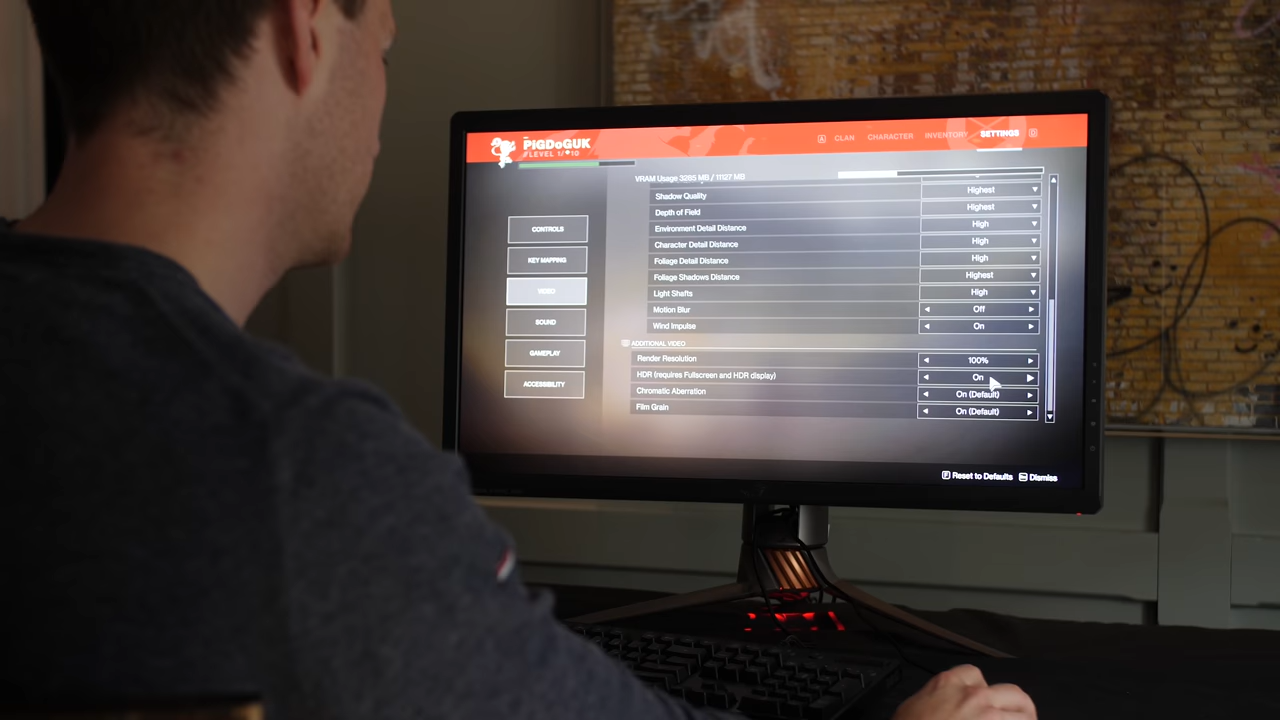 PiGDoGUK
LEVEL 1/10
CLAN CHARACTER INVENTORY SETTINGS
VRAM Usage 3265 MB / 11127 MB
Shadow Quality Highest
Depth of Field Highest
Environment Detail Distance High
Character Detail Distance High
Foliage Detail Distance High
Foliage Shadows Distance Highest
Light Shafts High
Motion Blur Off
Wind Impulse On
ADDITIONAL VIDEO
Render Resolution 100%
HDR (requires Fullscreen and HDR display) On
Chromatic Aberration On (Default)
Film Grain On (Default)
CONTROLS
KEY MAPPING
VIDEO
SOUND
GAMEPLAY
ACCESSIBILITY
F Reset to Defaults Dismiss